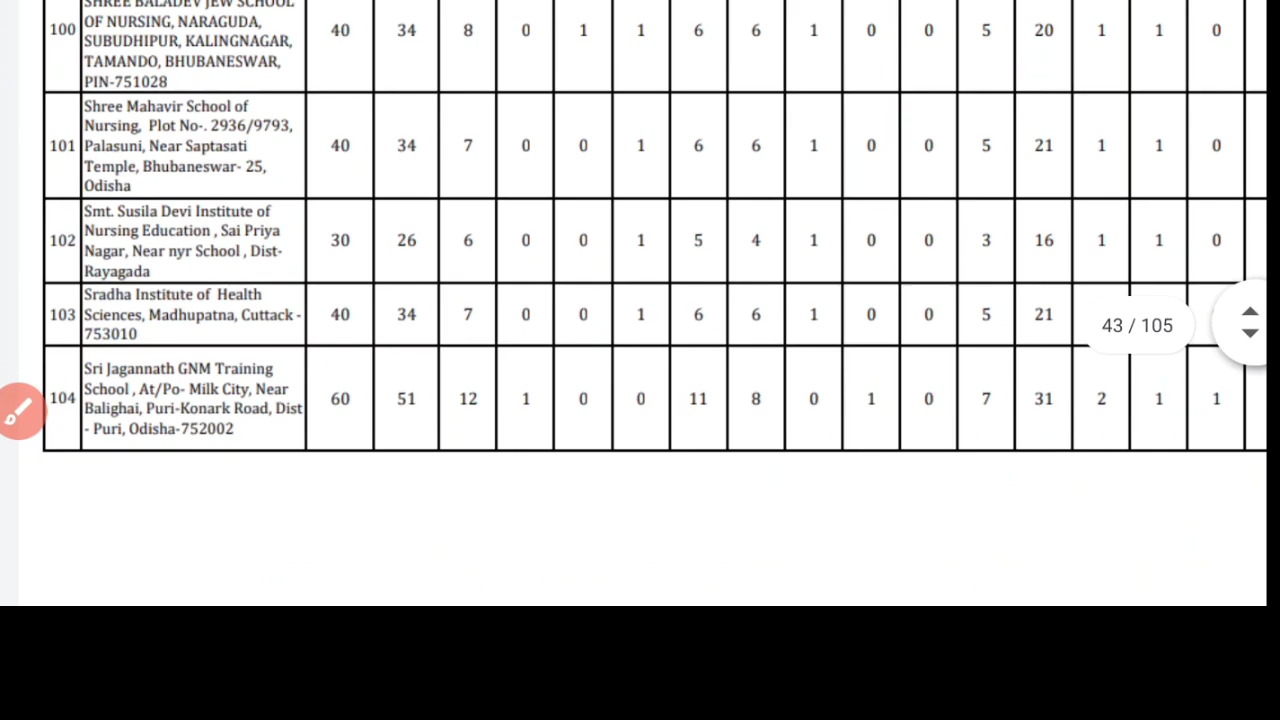 SHREE BALADEV JEW SCHOOL
OF NURSING, NARAGUDA,
SUBUDHIPUR, KALINGNAGAR,
TAMANDO, BHUBANESWAR,
PIN-751028
100 40 34 8 0 1 1 6 6 1 0 0 5 20 1 1 0
Shree Mahavir School of
Nursing, Plot No-. 2936/9793,
Palasuni, Near Saptasati
Temple, Bhubaneswar- 25,
Odisha
101 40 34 7 0 0 1 6 6 1 0 0 5 21 1 1 0
Smt. Susila Devi Institute of
Nursing Education , Sai Priya
Nagar, Near nyr School , Dist-
Rayagada
102 30 26 6 0 0 1 5 4 1 0 0 3 16 1 1 0
Sradha Institute of Health
Sciences, Madhupatna, Cuttack -
753010
103 40 34 7 0 0 1 6 6 1 0 0 5 21
43 / 105
Sri Jagannath GNM Training
School , At/Po- Milk City, Near
Balighai, Puri-Konark Road, Dist
- Puri, Odisha-752002
104 60 51 12 1 0 0 11 8 0 1 0 7 31 2 1 1